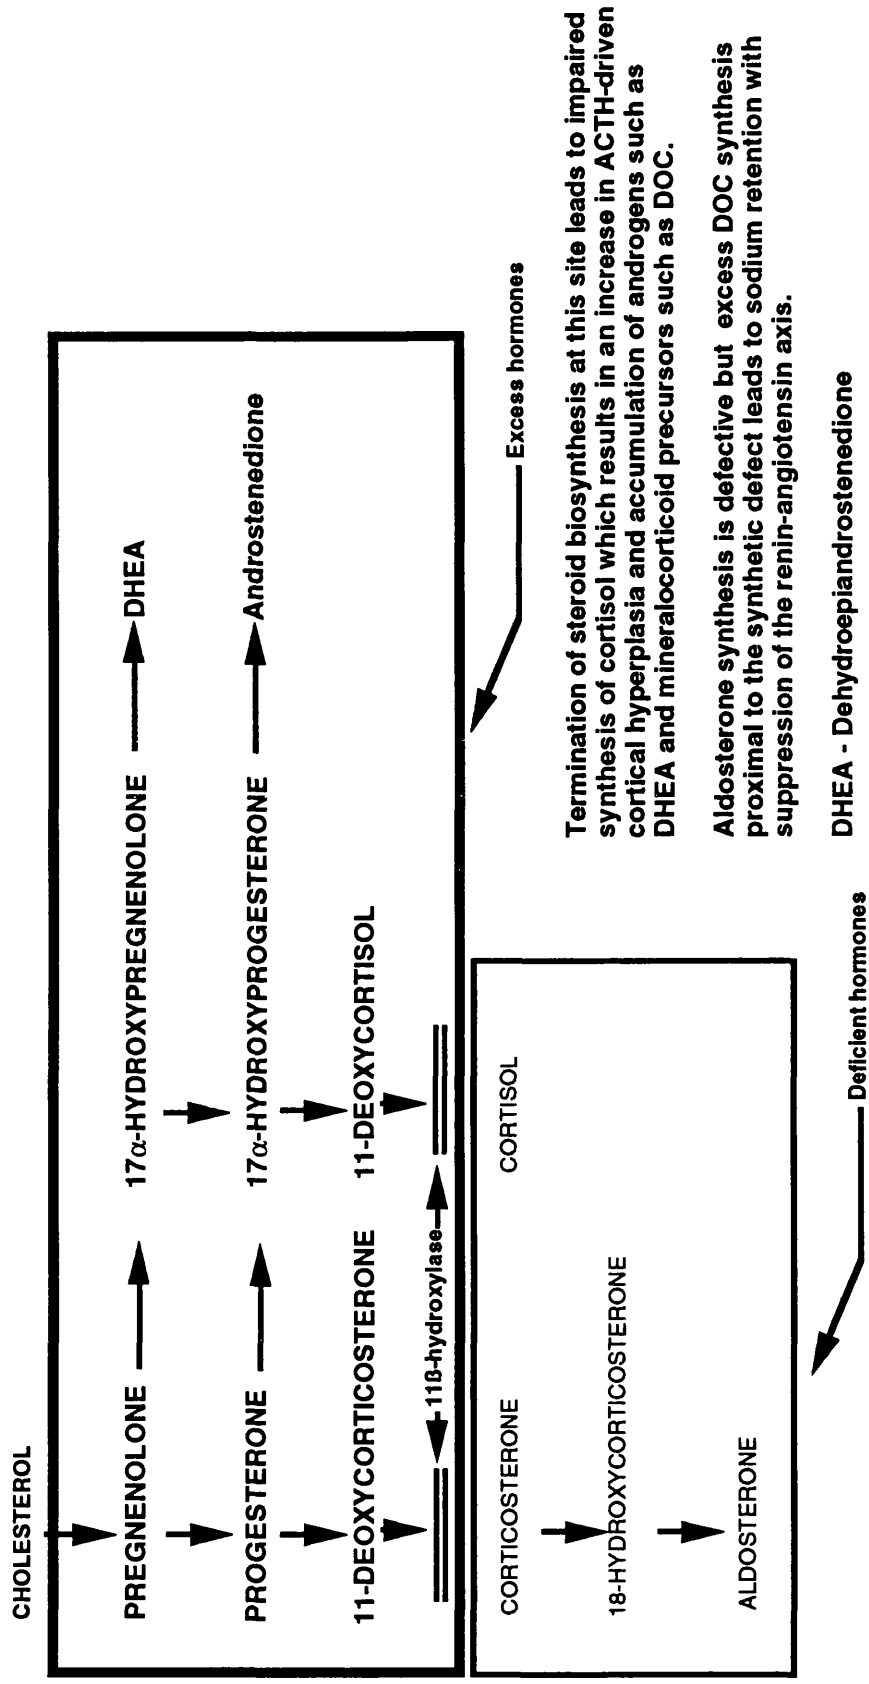 CHOLESTEROL
PREGNENOLONE
17α-HYDROXYPREGNENOLONE
DHEA
PROGESTERONE
17α-HYDROXYPROGESTERONE
Androstenedione
11-DEOXYCORTICOSTERONE
11-DEOXYCORTISOL
11ß-hydroxylase
Excess hormones
CORTICOSTERONE
CORTISOL
18-HYDROXYCORTICOSTERONE
ALDOSTERONE
Deficient hormones
Termination of steroid biosynthesis at this site leads to impaired
synthesis of cortisol which results in an increase in ACTH-driven
cortical hyperplasia and accumulation of androgens such as
DHEA and mineralocorticoid precursors such as DOC.
Aldosterone synthesis is defective but excess DOC synthesis
proximal to the synthetic defect leads to sodium retention with
suppression of the renin-angiotensin axis.
DHEA - Dehydroepiandrostenedione